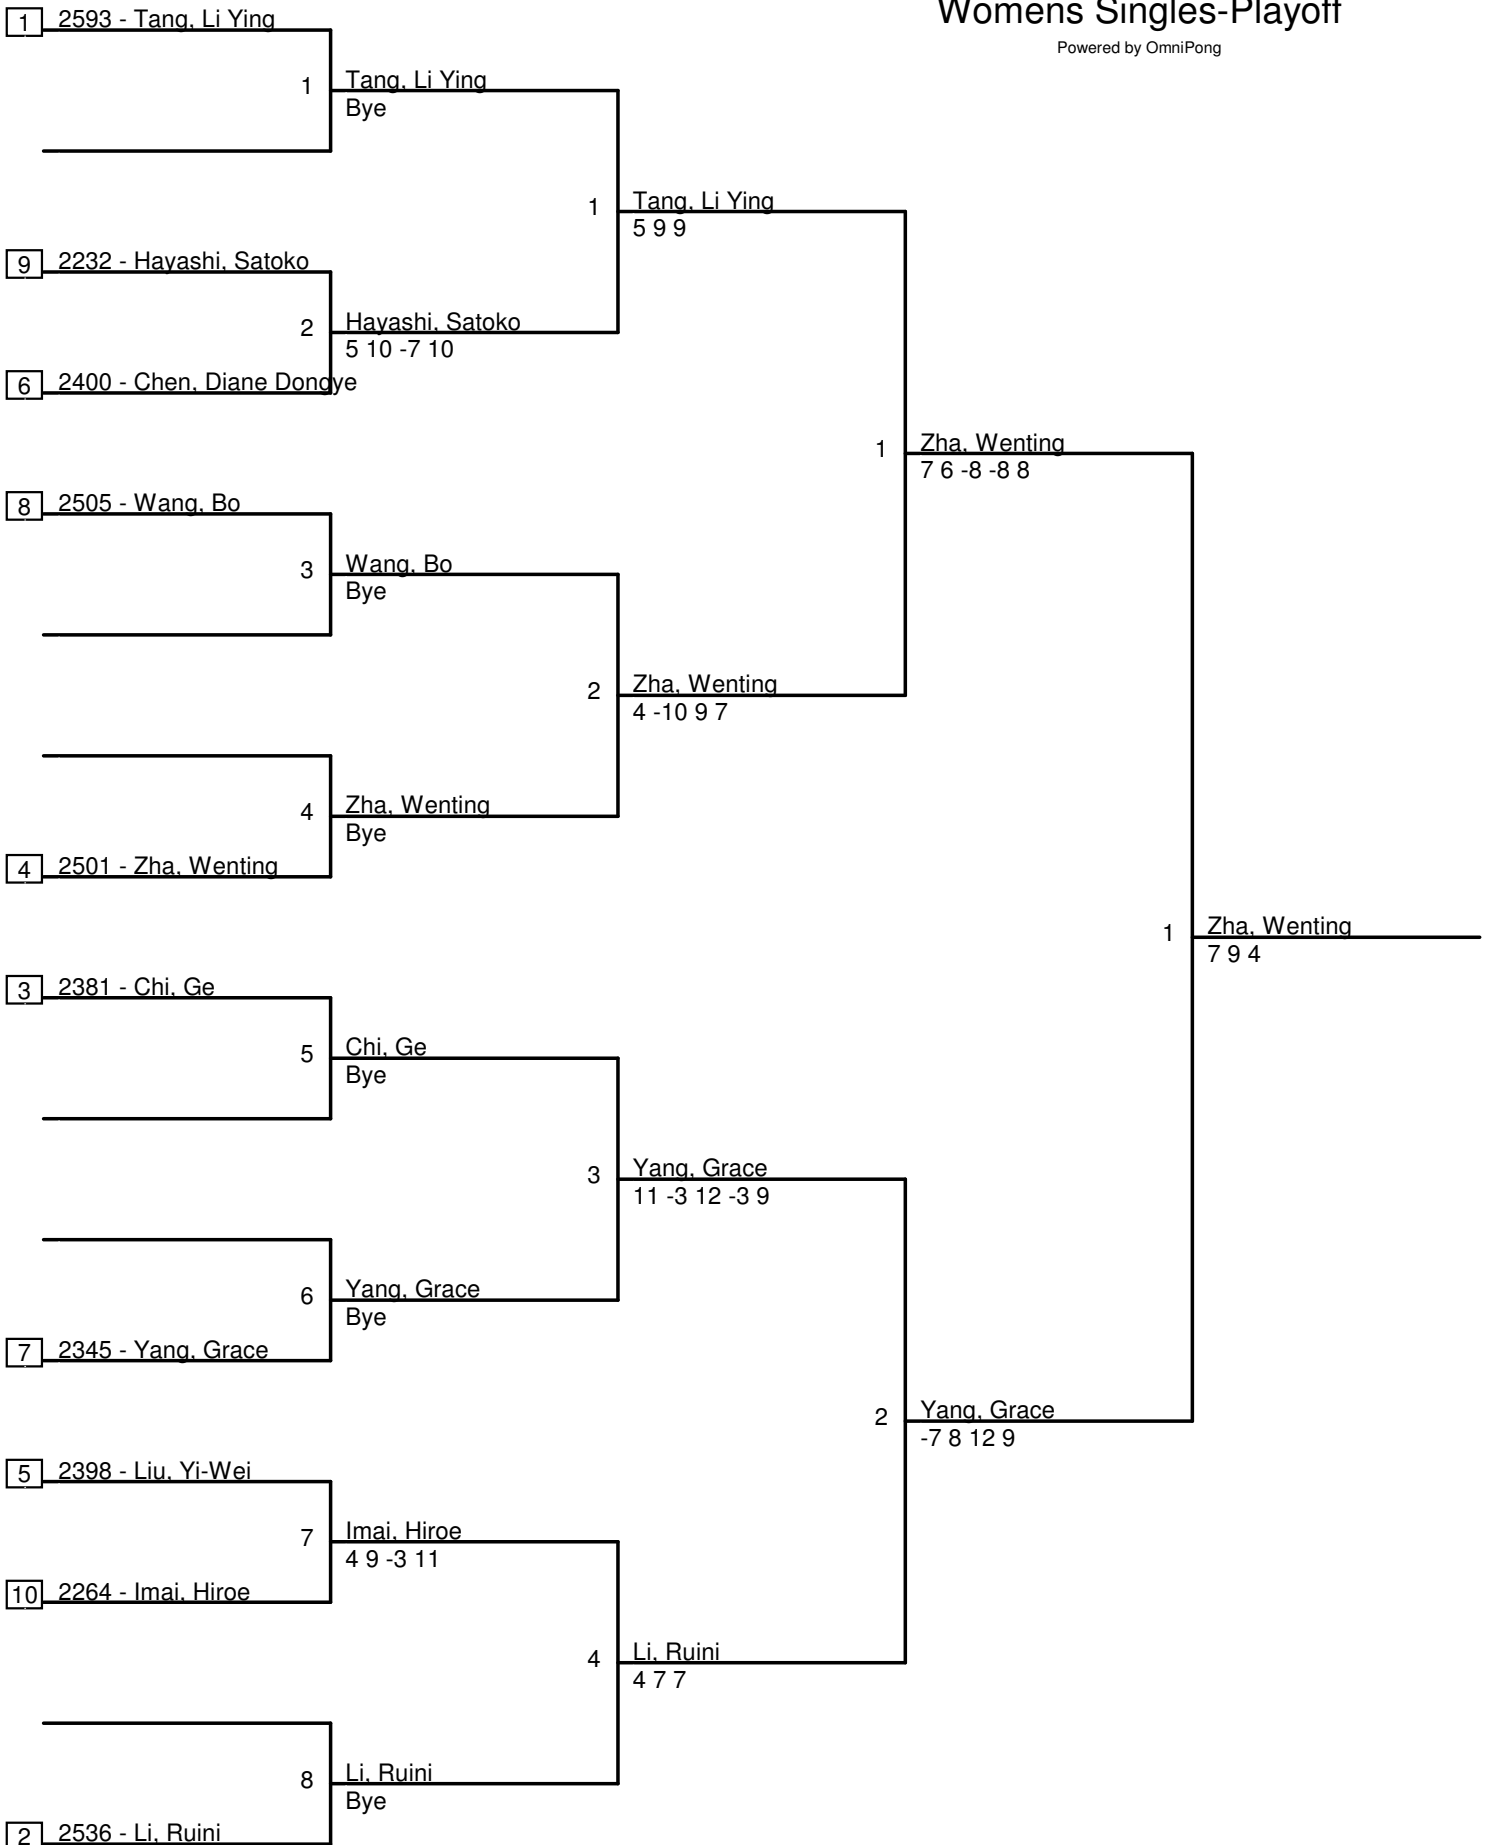 Womens Singles-Playoff
Powered by OmniPong
1 2593 - Tang, Li Ying
1 Tang, Li Ying
Bye
1 Tang, Li Ying
5 9 9
9 2232 - Hayashi, Satoko
2 Hayashi, Satoko
5 10 -7 10
6 2400 - Chen, Diane Dongye
1 Zha, Wenting
7 6 -8 -8 8
8 2505 - Wang, Bo
3 Wang, Bo
Bye
2 Zha, Wenting
4 -10 9 7
4 Zha, Wenting
Bye
4 2501 - Zha, Wenting
1 Zha, Wenting
7 9 4
3 2381 - Chi, Ge
5 Chi, Ge
Bye
3 Yang, Grace
11 -3 12 -3 9
6 Yang, Grace
Bye
7 2345 - Yang, Grace
2 Yang, Grace
-7 8 12 9
5 2398 - Liu, Yi-Wei
7 Imai, Hiroe
4 9 -3 11
10 2264 - Imai, Hiroe
4 Li, Ruini
4 7 7
8 Li, Ruini
Bye
2 2536 - Li, Ruini